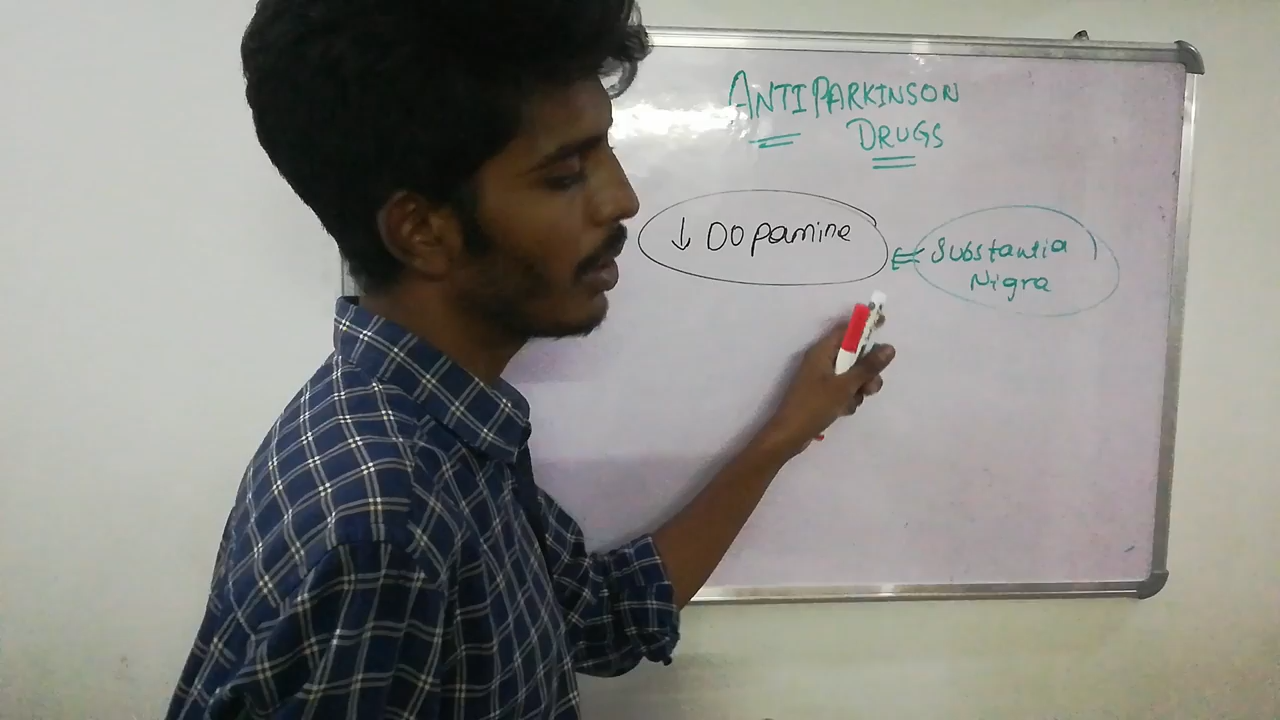 ANTIPARKINSON
DRUGS
↓ Dopamine
Substantia
Nigra